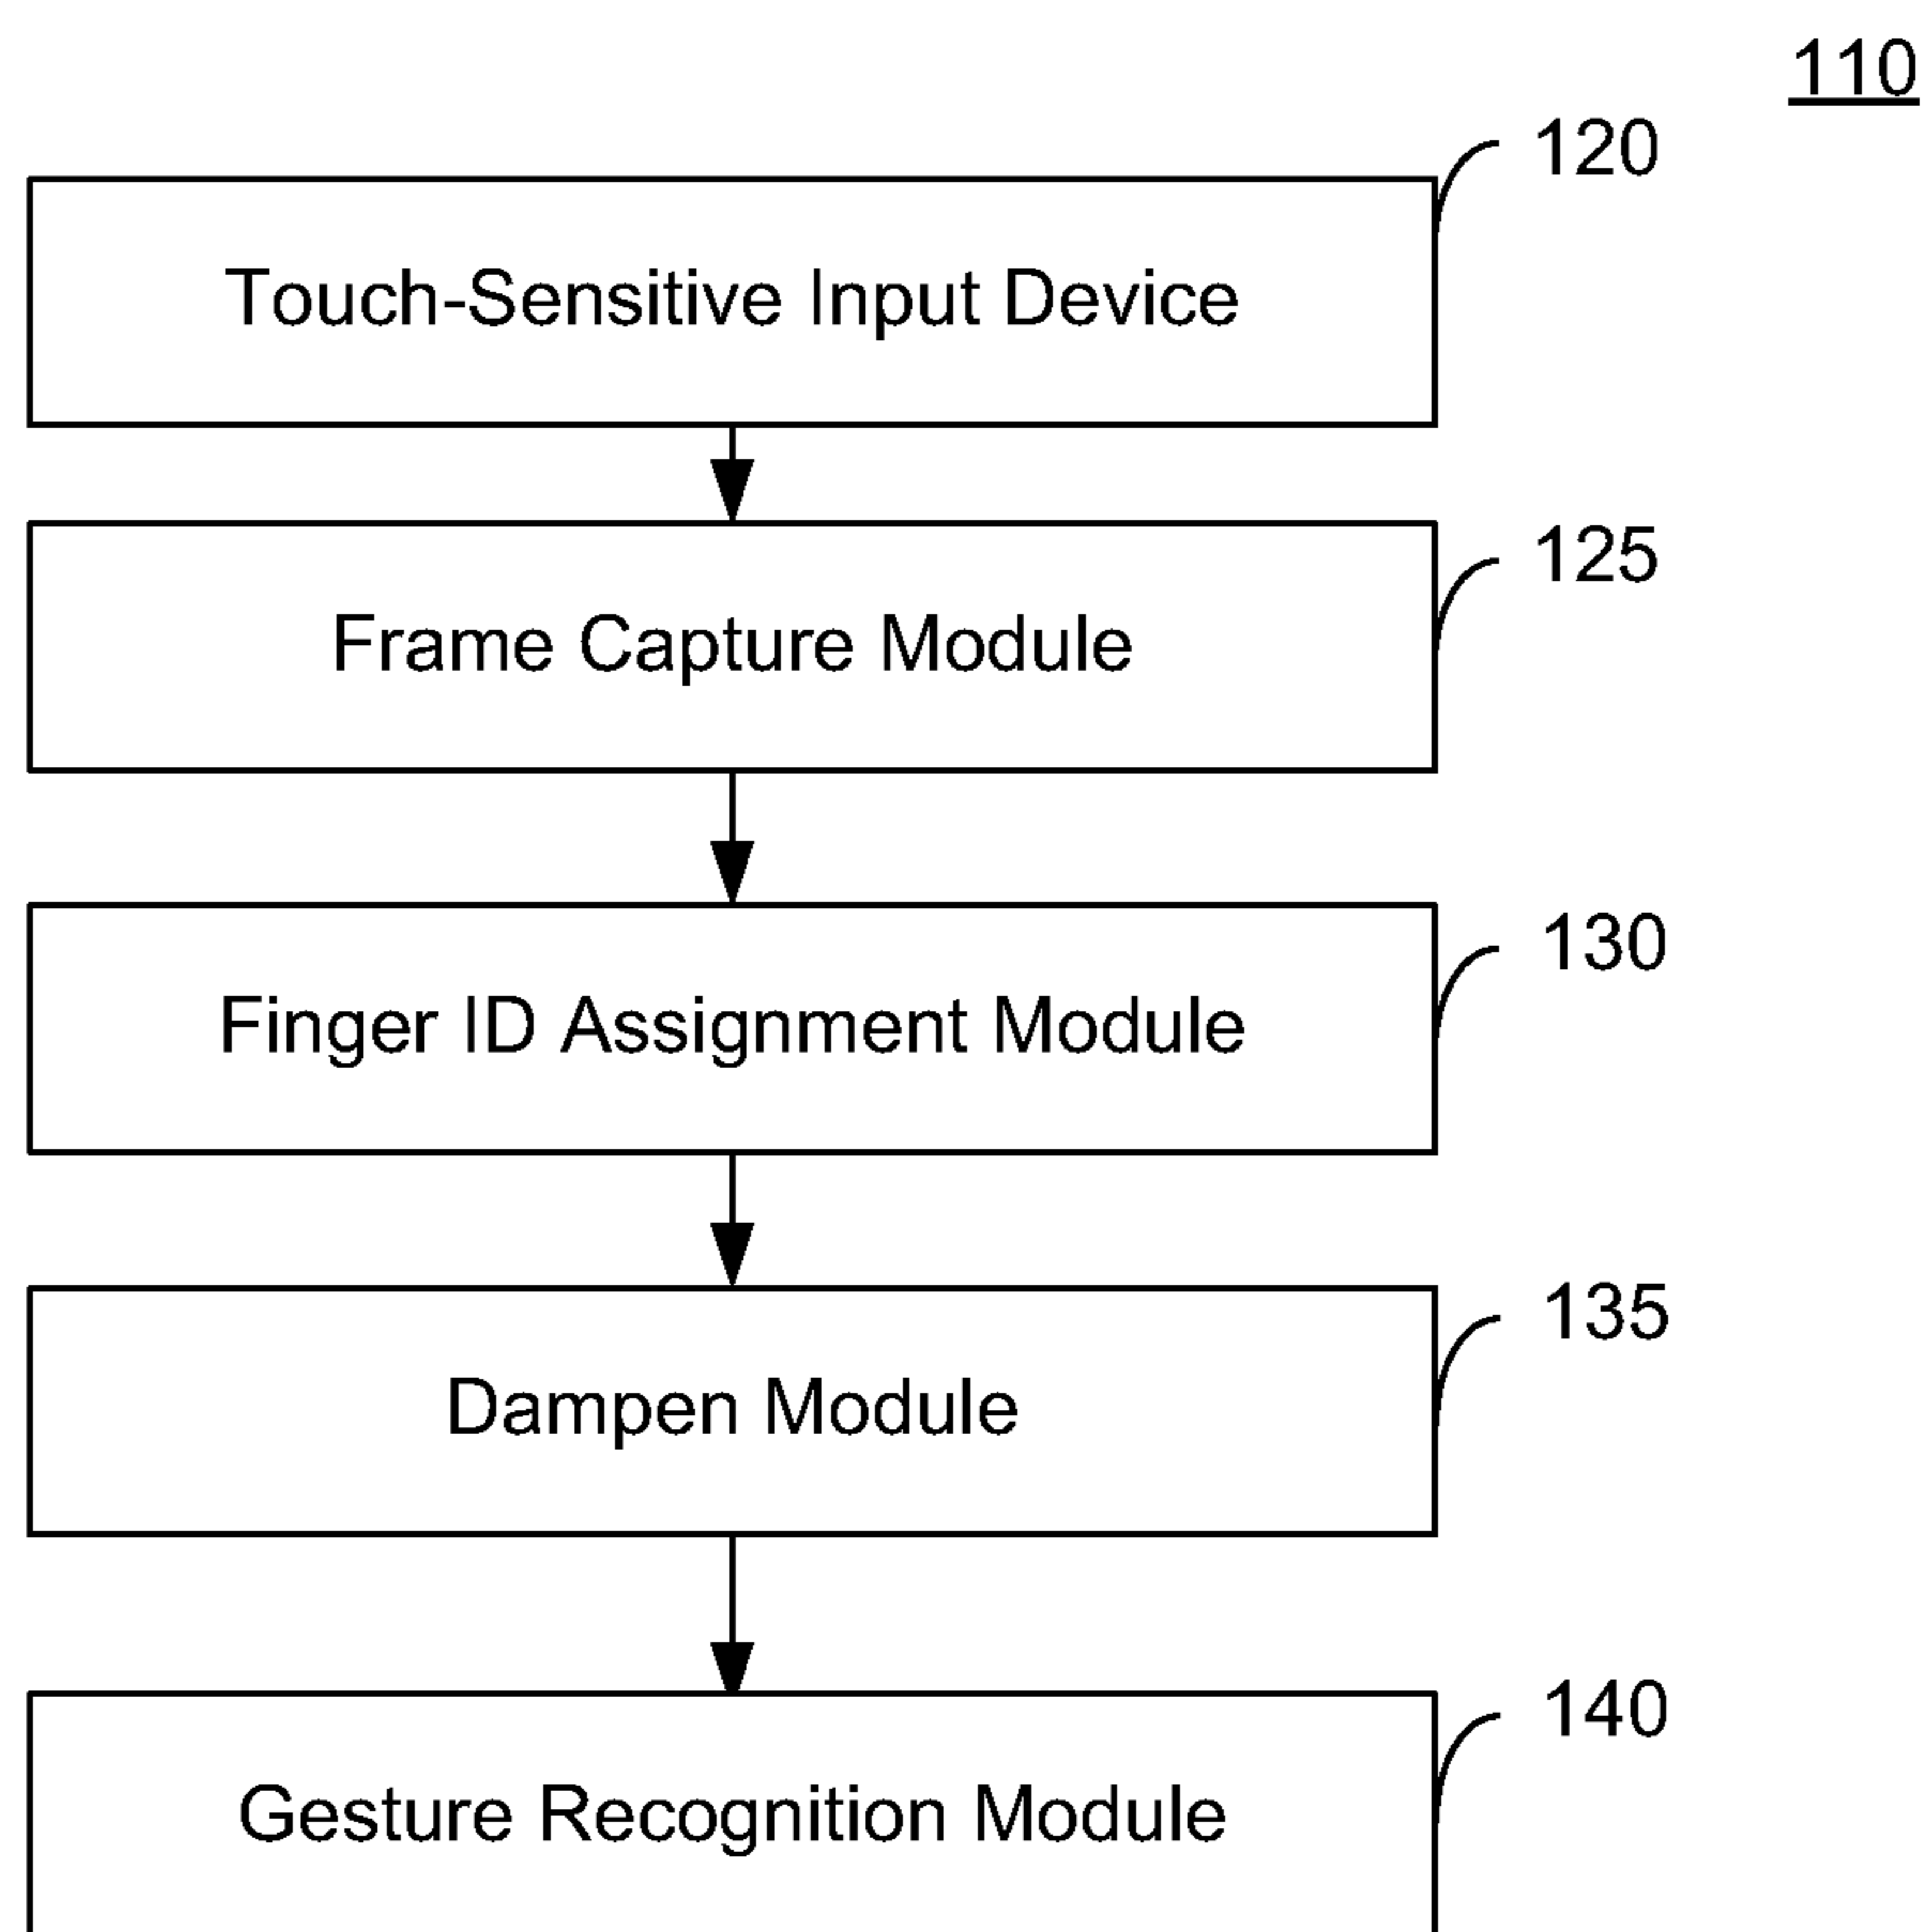 110
120
Touch-Sensitive Input Device
125
Frame Capture Module
130
Finger ID Assignment Module
135
Dampen Module
140
Gesture Recognition Module